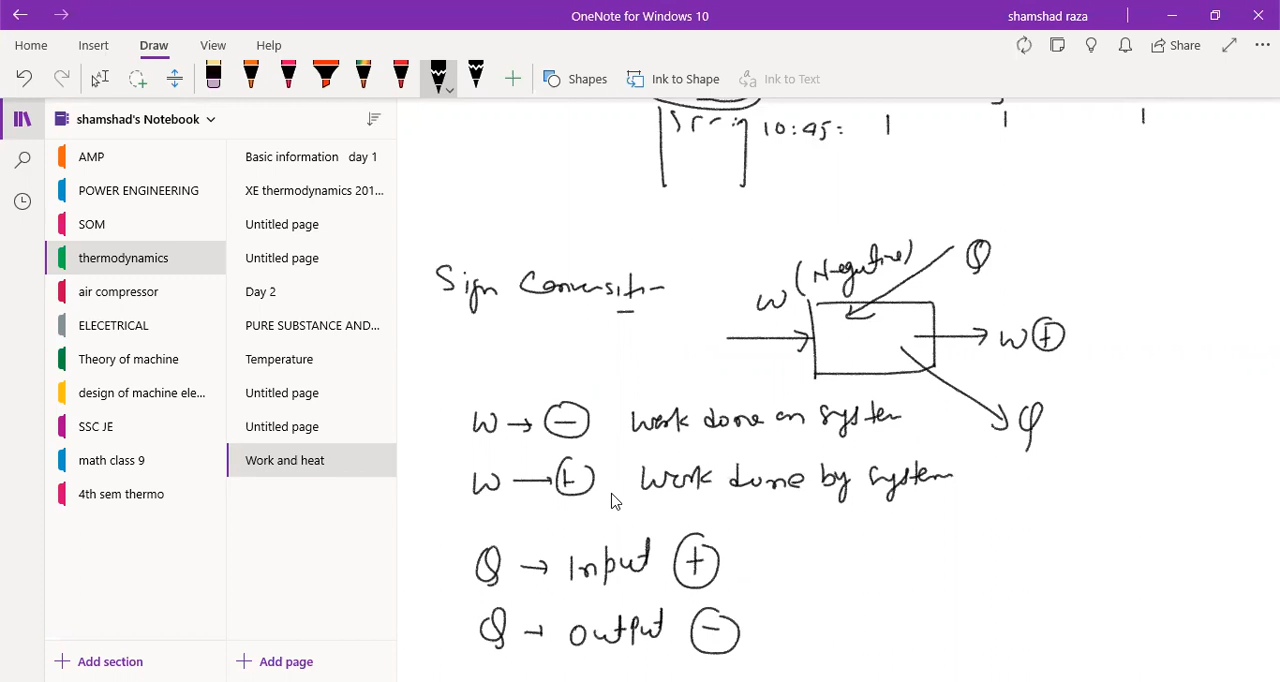 OneNote for Windows 10
shamshad raza
Home Insert Draw View Help
Share
Shapes Ink to Shape Ink to Text
shamshad's Notebook
AMP
POWER ENGINEERING
SOM
thermodynamics
air compressor
ELECETRICAL
Theory of machine
design of machine ele...
SSC JE
math class 9
4th sem thermo
Add section
Basic information day 1
XE thermodynamics 201...
Untitled page
Untitled page
Day 2
PURE SUBSTANCE AND...
Temperature
Untitled page
Untitled page
Work and heat
Add page
10:45: 1 1 1
Sign
W (Negative) Q
W +
Q
W → - Work done on system
W → + Work done by system
Q → Input +
Q → output -